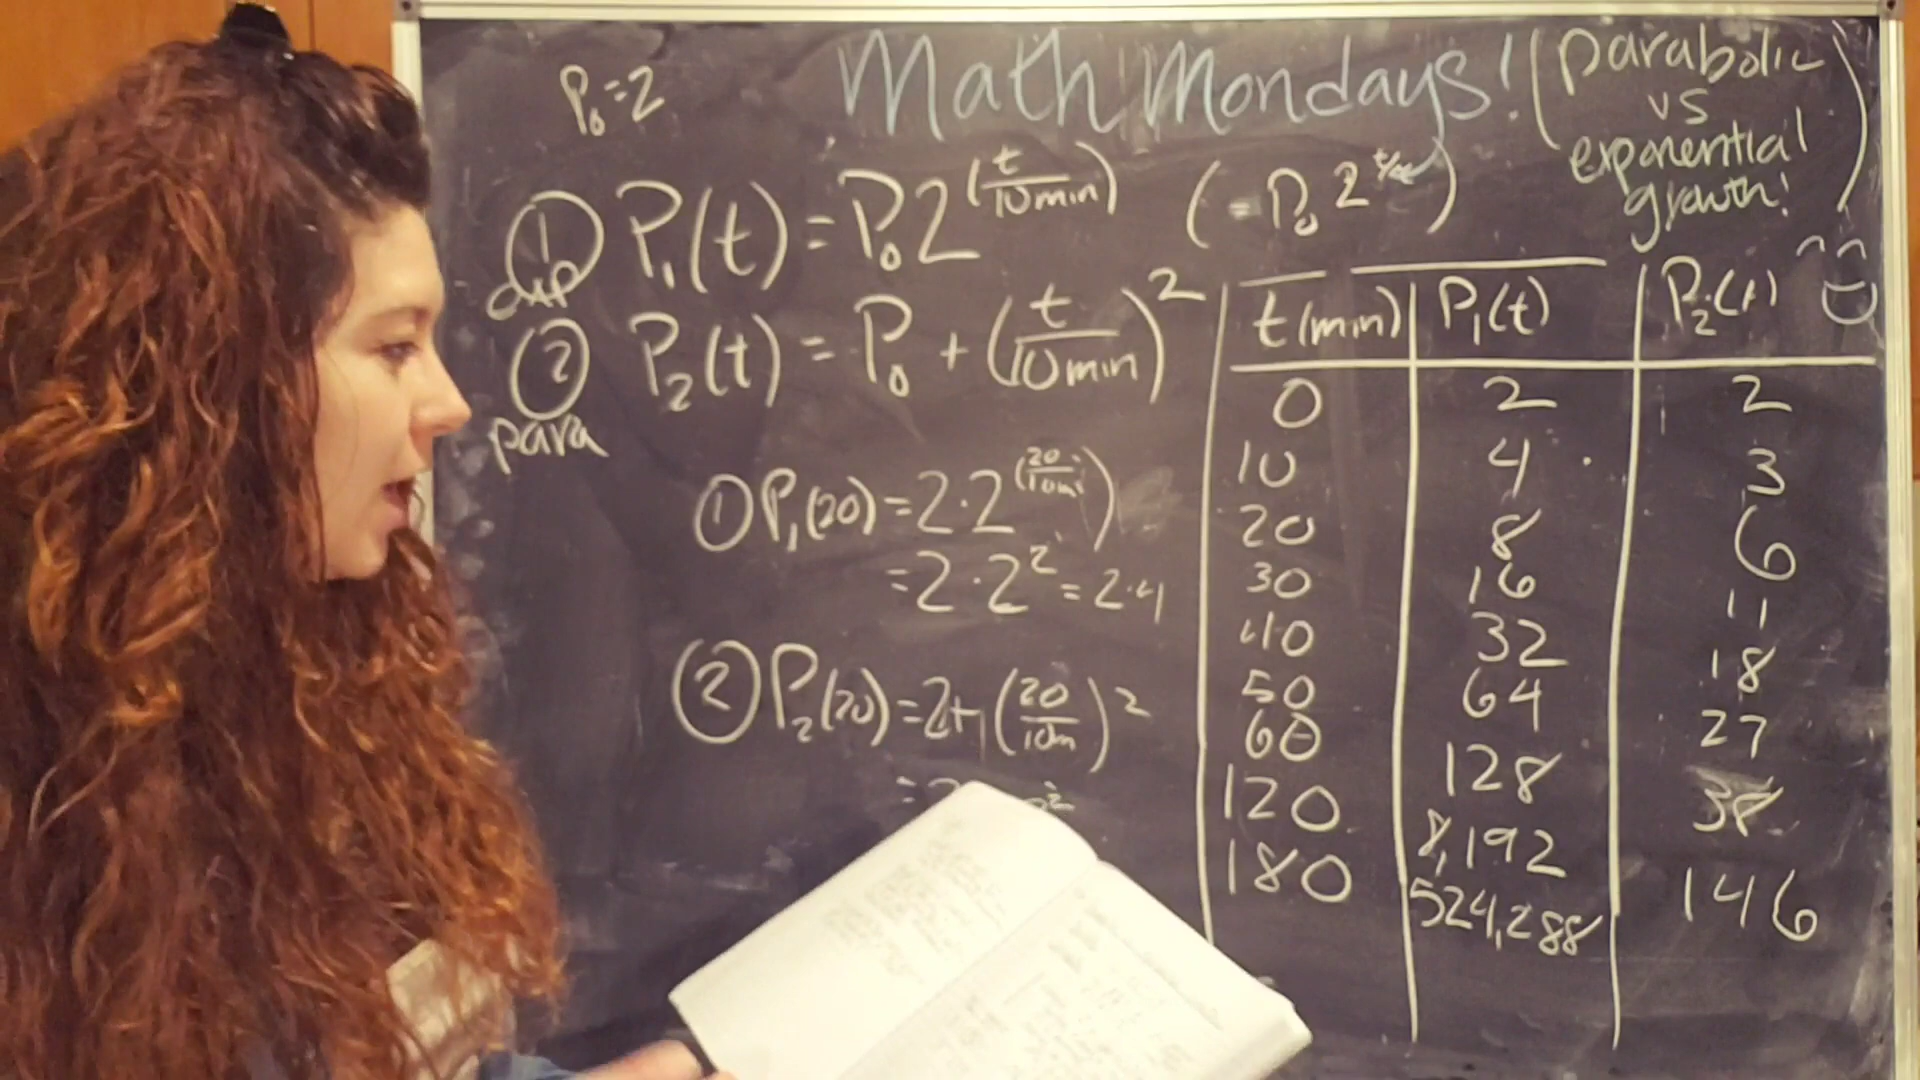 P₀=2
Math Mondays! (parabolic
vs
exponential
growth!)
① P₁(t) = P₀2^(t/10min) (=P₀2
exp
② P₂(t) = P₀ + (t/10min)²
para
① P₁(20) = 2·2^(20/10m)
= 2·2² = 2·4
② P₂(20) = 2+(20/10m)²
t(min) P₁(t) P₂(t)
0 2 2
10 4 3
20 8 6
30 16 11
40 32 18
50 64 27
60 128 38
120 8,192 146
180 524,288